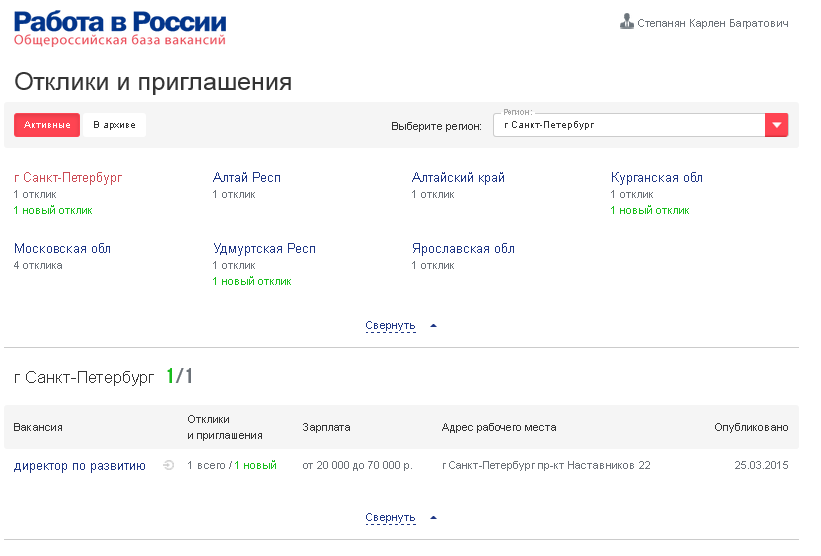 Работа в России
Общероссийская база вакансий
Степанян Карлен Багратович
Отклики и приглашения
Активные
В архиве
Выберите регион:
Регион:
г Санкт-Петербург
г Санкт-Петербург
1 отклик
1 новый отклик
Алтай Респ
1 отклик
Алтайский край
1 отклик
Курганская обл
1 отклик
1 новый отклик
Московская обл
4 отклика
Удмуртская Респ
1 отклик
1 новый отклик
Ярославская обл
1 отклик
Свернуть
г Санкт-Петербург 1/1
Вакансия
Отклики
и приглашения
Зарплата
Адрес рабочего места
Опубликовано
директор по развитию
1 всего / 1 новый
от 20 000 до 70 000 р.
г Санкт-Петербург пр-кт Наставников 22
25.03.2015
Свернуть